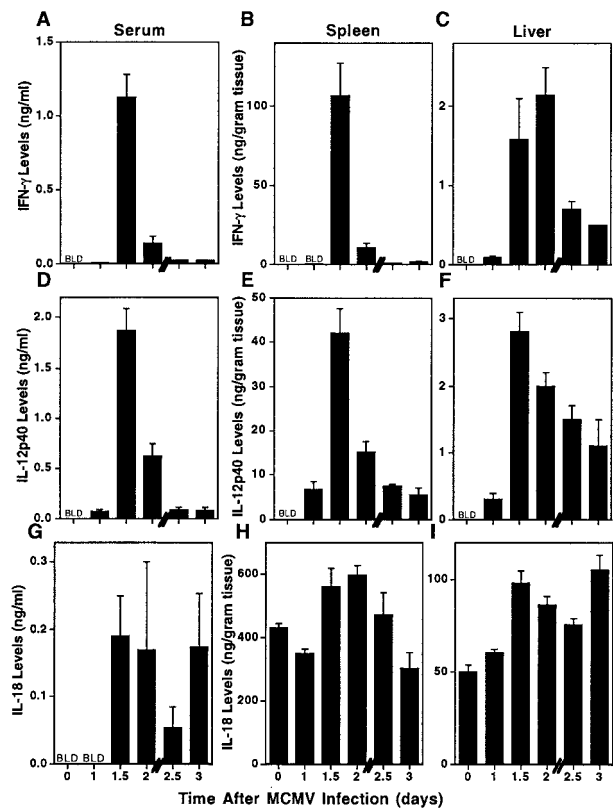 A Serum
B Spleen
C Liver
IFN-γ Levels (ng/ml)
1.5
1.0
0.5
0.0
BLD
IFN-γ Levels (ng/gram tissue)
100
50
0
BLD BLD
2
1
0
BLD
D
IL-12p40 Levels (ng/ml)
2.0
1.5
1.0
0.5
0.0
BLD
E
IL-12p40 Levels (ng/gram tissue)
50
40
30
20
10
0
BLD
F
3
2
1
0
BLD
G
IL-18 Levels (ng/ml)
0.3
0.2
0.1
0.0
BLD BLD
0 1 1.5 2 2.5 3
H
IL-18 Levels (ng/gram tissue)
600
400
300
200
0
0 1 1.5 2 2.5 3
I
100
50
0
0 1 1.5 2 2.5 3
Time After MCMV Infection (days)